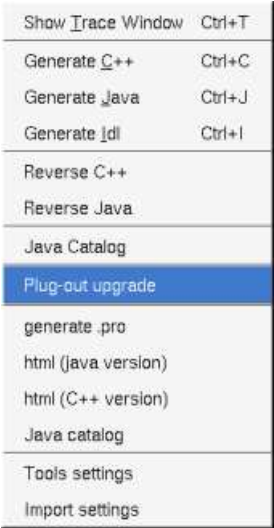 Show Trace Window Ctrl+T
Generate C++ Ctrl+C
Generate Java Ctrl+J
Generate Idl Ctrl+I
Reverse C++
Reverse Java
Java Catalog
Plug-out upgrade
generate .pro
html (java version)
html (C++ version)
Java catalog
Tools settings
Import settings